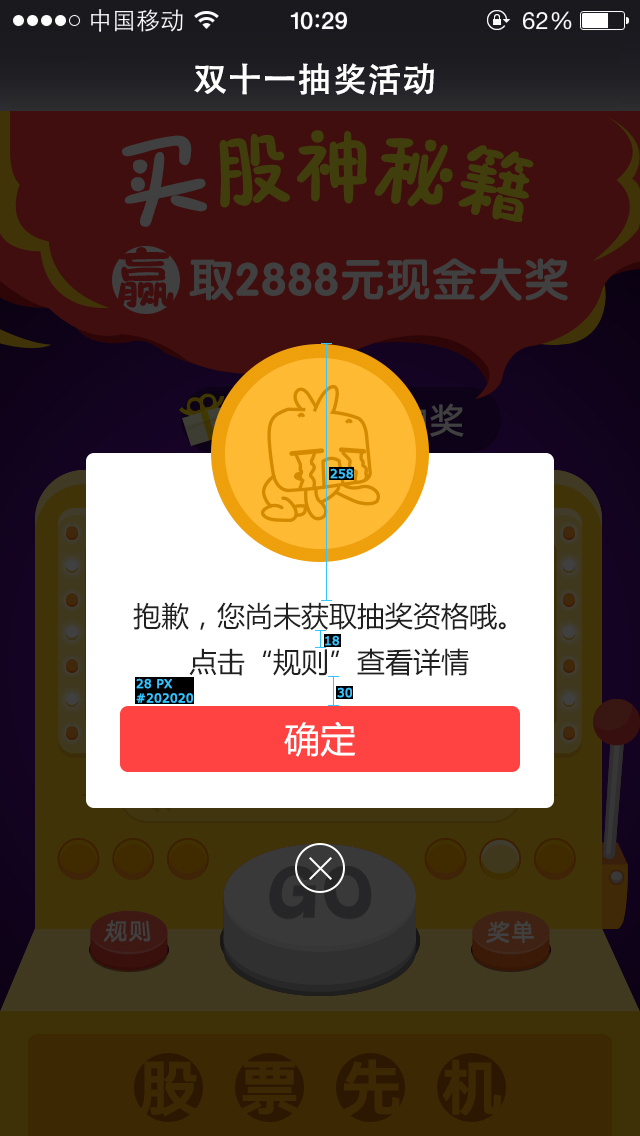 中国移动 10:29 62%
双十一抽奖活动
买股神秘籍
赢取2888元现金大奖
奖
258
抱歉，您尚未获取抽奖资格哦。
18
点击“规则”查看详情
28 PX
#202020
30
确定
GO
规则 奖单
股票先机